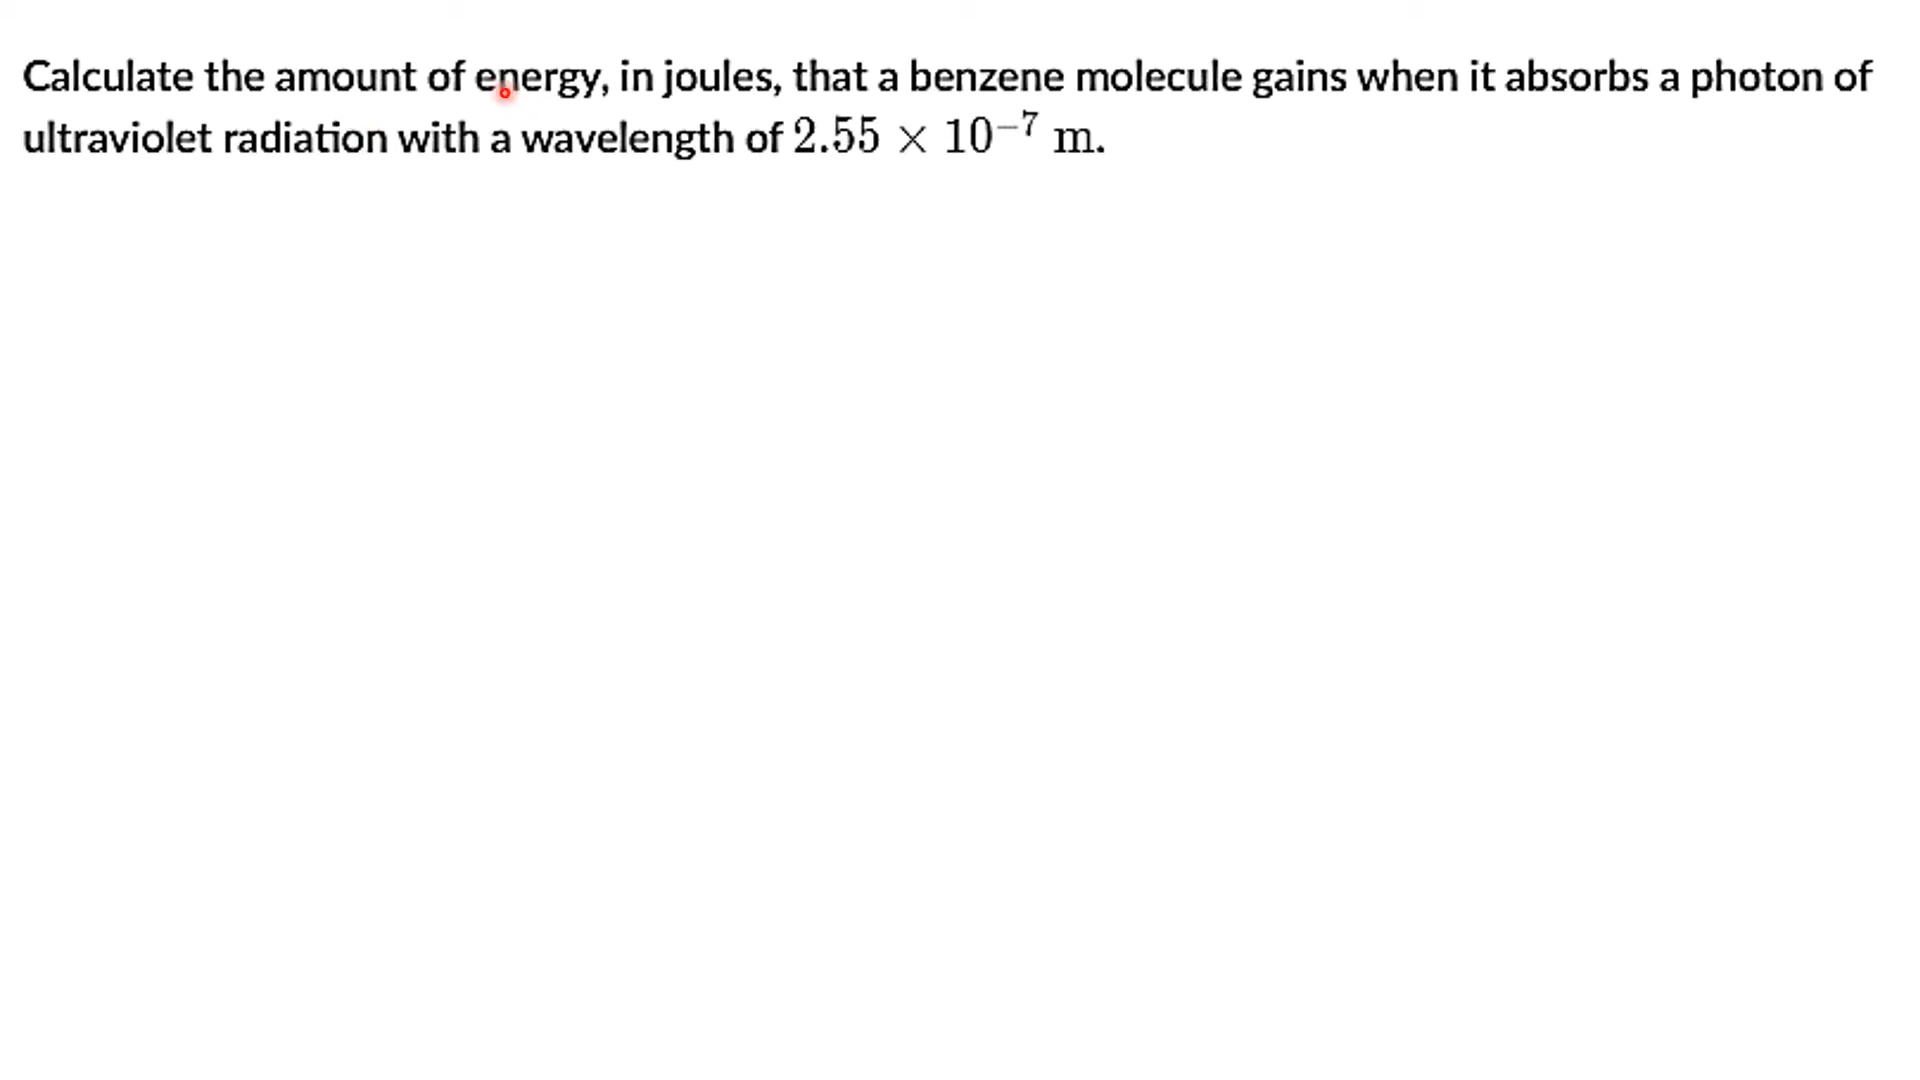 Calculate the amount of energy, in joules, that a benzene molecule gains when it absorbs a photon of
ultraviolet radiation with a wavelength of 2.55 × 10⁻⁷ m.